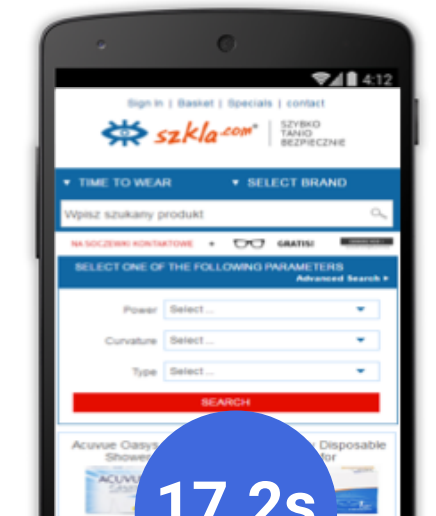 4:12
Sign In | Basket | Specials | contact
szkla.com
SZYBKO
TANIO
BEZPIECZNIE
TIME TO WEAR
SELECT BRAND
Wpisz szukany produkt
NA SOCZEWKI KONTAKTOWE + GRATIS!
SELECT ONE OF THE FOLLOWING PARAMETERS
Advanced Search
Power Select...
Curvature Select...
Type Select...
SEARCH
Acuvue Oasys
Shower
Disposable
for
ACUVU
17.2s